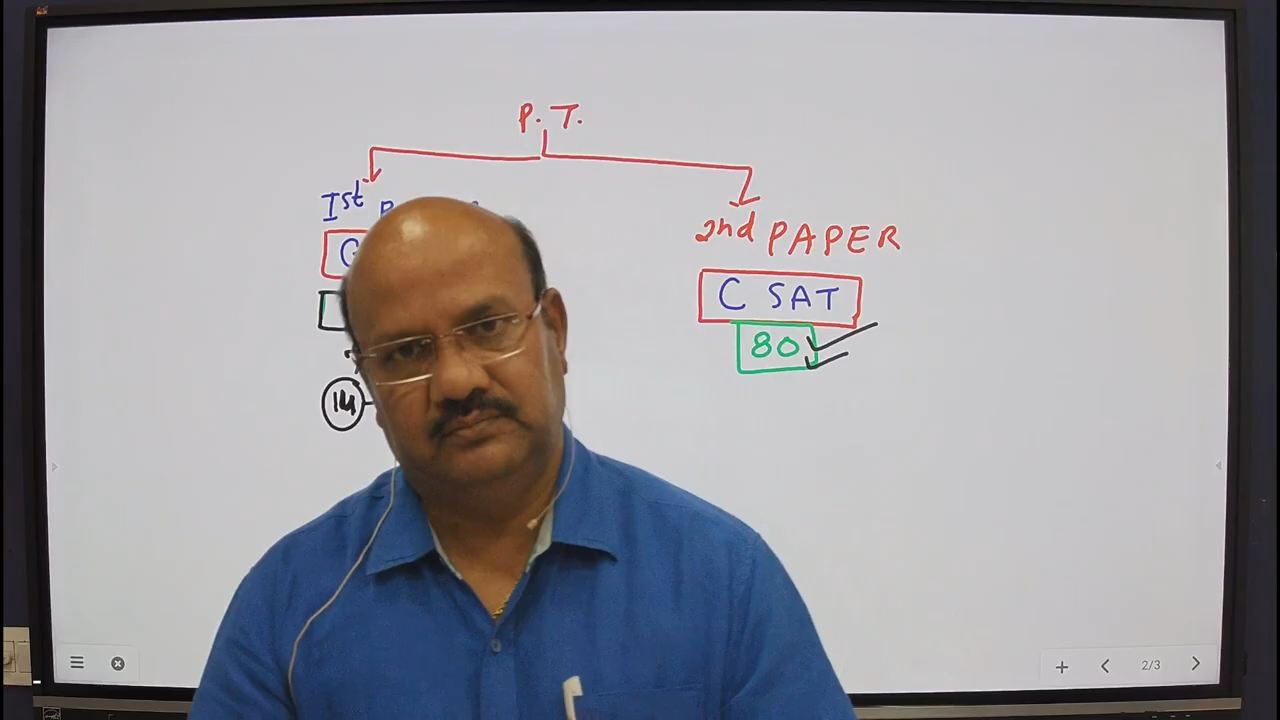 P. T.
Ist
2nd PAPER
C SAT
80
14
2/3